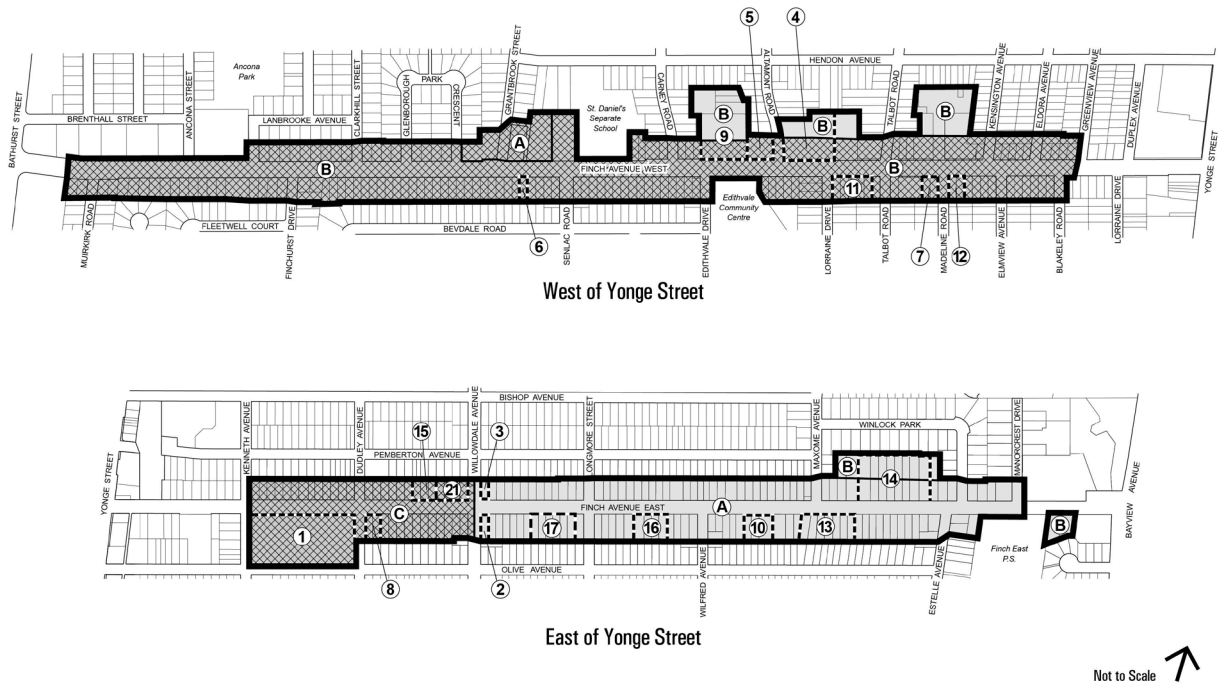 5
4
BATHURST STREET
Ancona
Park
BRENTHALL STREET
ANCONA STREET
LANBROOKE AVENUE
CLARKHILL STREET
GLENBOROUGH
PARK
CRESCENT
GRANTBROOK STREET
St. Daniel's
Separate
School
CARNEY ROAD
ALTAMONT ROAD
HENDON AVENUE
TALBOT ROAD
KENSINGTON AVENUE
ELDORA AVENUE
GREENVIEW AVENUE
DUPLEX AVENUE
YONGE STREET
A
B
9
B
B
B
FINCH AVENUE WEST
B
11
MUIRKIRK ROAD
FLEETWELL COURT
FINCHURST DRIVE
BEVDALE ROAD
6
SENLAC ROAD
EDITHVALE DRIVE
Edithvale
Community
Centre
LORRAINE DRIVE
TALBOT ROAD
7
MADELINE ROAD
12
ELMVIEW AVENUE
BLAKELEY ROAD
LORRAINE DRIVE
West of Yonge Street
YONGE STREET
KENNETH AVENUE
DUDLEY AVENUE
BISHOP AVENUE
15
PEMBERTON AVENUE
WILLOWDALE AVENUE
3
LONGMORE STREET
MAXOME AVENUE
WINLOCK PARK
MANORCREST DRIVE
BAYVIEW AVENUE
B
14
21
C
A
FINCH AVENUE EAST
1
17
16
10
13
B
Finch East
P.S.
8
2
OLIVE AVENUE
WILFRED AVENUE
ESTELLE AVENUE
East of Yonge Street
Not to Scale